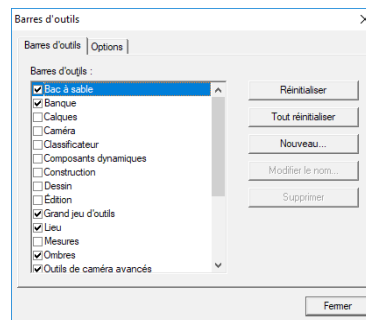 Barres d'outils
Barres d'outils
Options
Barres d'outils :
Bac à sable
Banque
Calques
Caméra
Classificateur
Composants dynamiques
Construction
Dessin
Édition
Grand jeu d'outils
Lieu
Mesures
Ombres
Outils de caméra avancés
Réinitialiser
Tout réinitialiser
Nouveau...
Modifier le nom...
Supprimer
Fermer